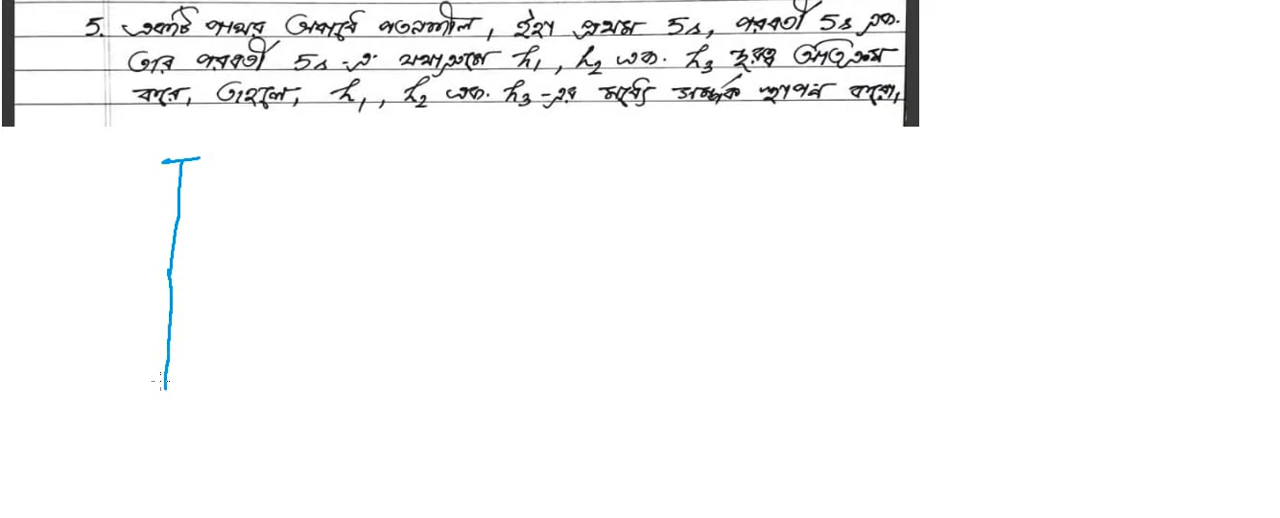 5. একটি পাথর অবাধে পতনশীল, ইহা প্রথম 5s, পরবর্তী 5s এবং
তার পরবর্তী 5s-এ যথাক্রমে h₁, h₂ এবং h₃ দূরত্ব অতিক্রম
করে, তাহলে, h₁, h₂ এবং h₃-এর মধ্যে সম্পর্ক স্থাপন করো,